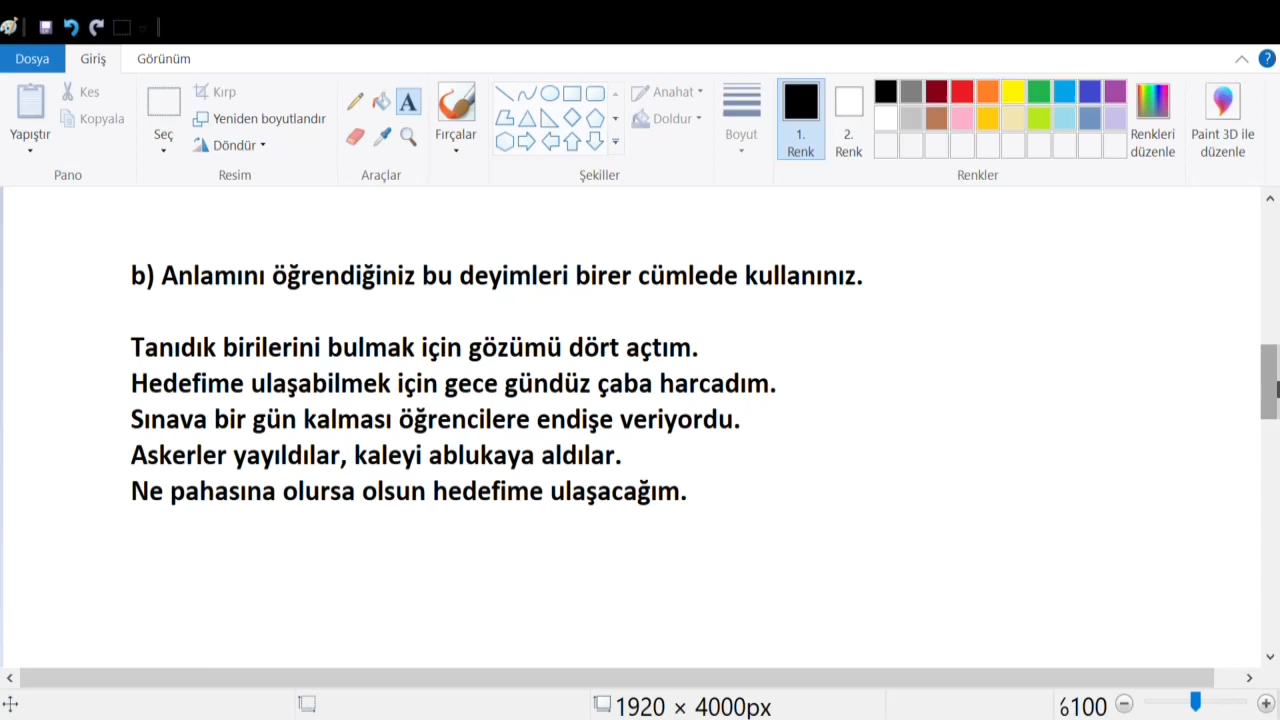 Dosya Giriş Görünüm
Yapıştır
Kes
Kopyala
Pano
Seç
Kırp
Yeniden boyutlandır
Döndür
Resim
A
Araçlar
Fırçalar
Şekiller
Anahat
Doldur
Boyut
1.
Renk
2.
Renk
Renkleri
düzenle
Paint 3D ile
düzenle
Renkler
b) Anlamını öğrendiğiniz bu deyimleri birer cümlede kullanınız.
Tanıdık birilerini bulmak için gözümü dört açtım.
Hedefime ulaşabilmek için gece gündüz çaba harcadım.
Sınava bir gün kalması öğrencilere endişe veriyordu.
Askerler yayıldılar, kaleyi ablukaya aldılar.
Ne pahasına olursa olsun hedefime ulaşacağım.
1920 × 4000px
100